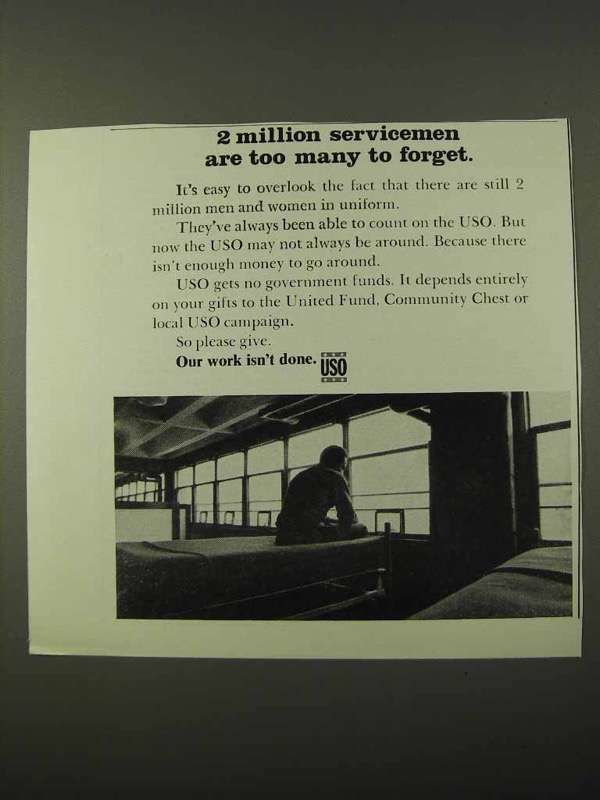 2 million servicemen
are too many to forget.
It's easy to overlook the fact that there are still 2
million men and women in uniform.
They've always been able to count on the USO. But
now the USO may not always be around. Because there
isn't enough money to go around.
USO gets no government funds. It depends entirely
on your gifts to the United Fund, Community Chest or
local USO campaign.
So please give.
Our work isn't done. USO